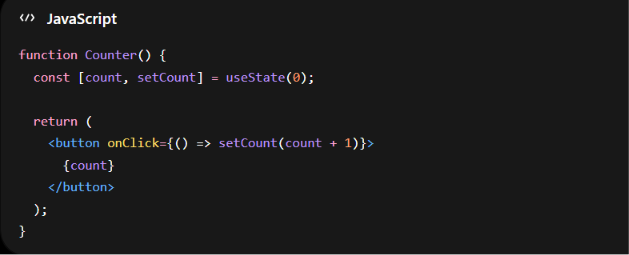 </> JavaScript
function Counter() {
  const [count, setCount] = useState(0);

  return (
    <button onClick={() => setCount(count + 1)}>
      {count}
    </button>
  );
}